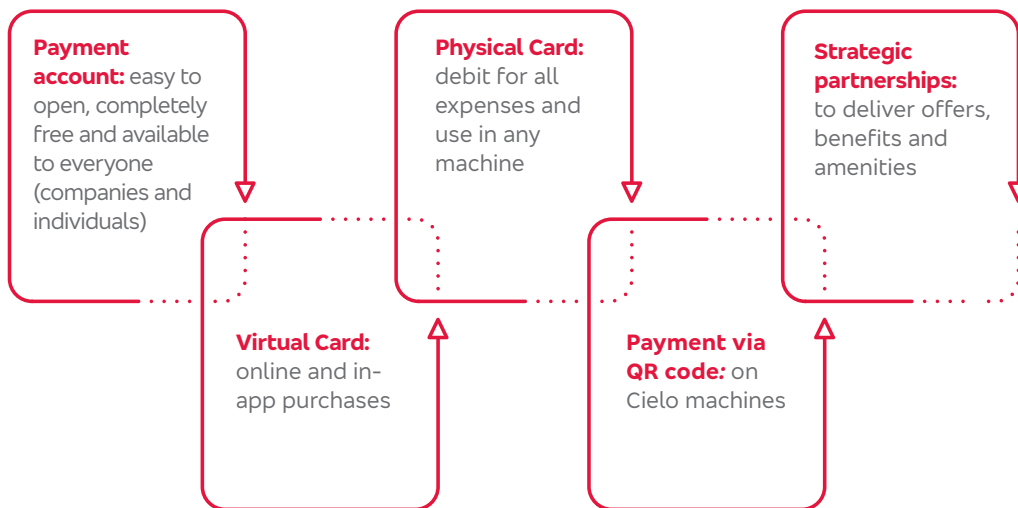 Payment
account: easy to
open, completely
free and available
to everyone
(companies and
individuals)
Virtual Card:
online and in-
app purchases
Physical Card:
debit for all
expenses and
use in any
machine
Payment via
QR code: on
Cielo machines
Strategic
partnerships:
to deliver offers,
benefits and
amenities